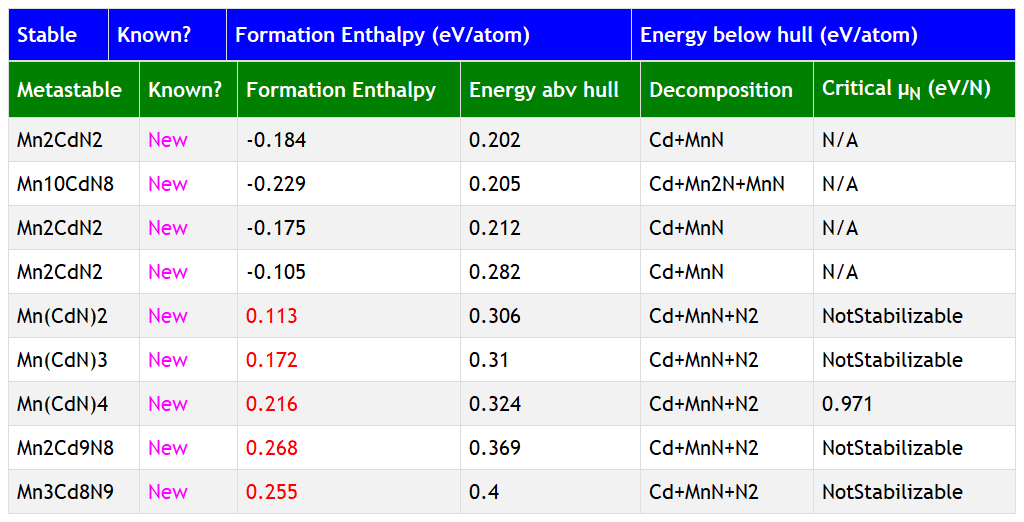 Stable Known? Formation Enthalpy (eV/atom) Energy below hull (eV/atom)
Metastable Known? Formation Enthalpy Energy abv hull Decomposition Critical μN (eV/N)
Mn2CdN2 New -0.184 0.202 Cd+MnN N/A
Mn10CdN8 New -0.229 0.205 Cd+Mn2N+MnN N/A
Mn2CdN2 New -0.175 0.212 Cd+MnN N/A
Mn2CdN2 New -0.105 0.282 Cd+MnN N/A
Mn(CdN)2 New 0.113 0.306 Cd+MnN+N2 NotStabilizable
Mn(CdN)3 New 0.172 0.31 Cd+MnN+N2 NotStabilizable
Mn(CdN)4 New 0.216 0.324 Cd+MnN+N2 0.971
Mn2Cd9N8 New 0.268 0.369 Cd+MnN+N2 NotStabilizable
Mn3Cd8N9 New 0.255 0.4 Cd+MnN+N2 NotStabilizable